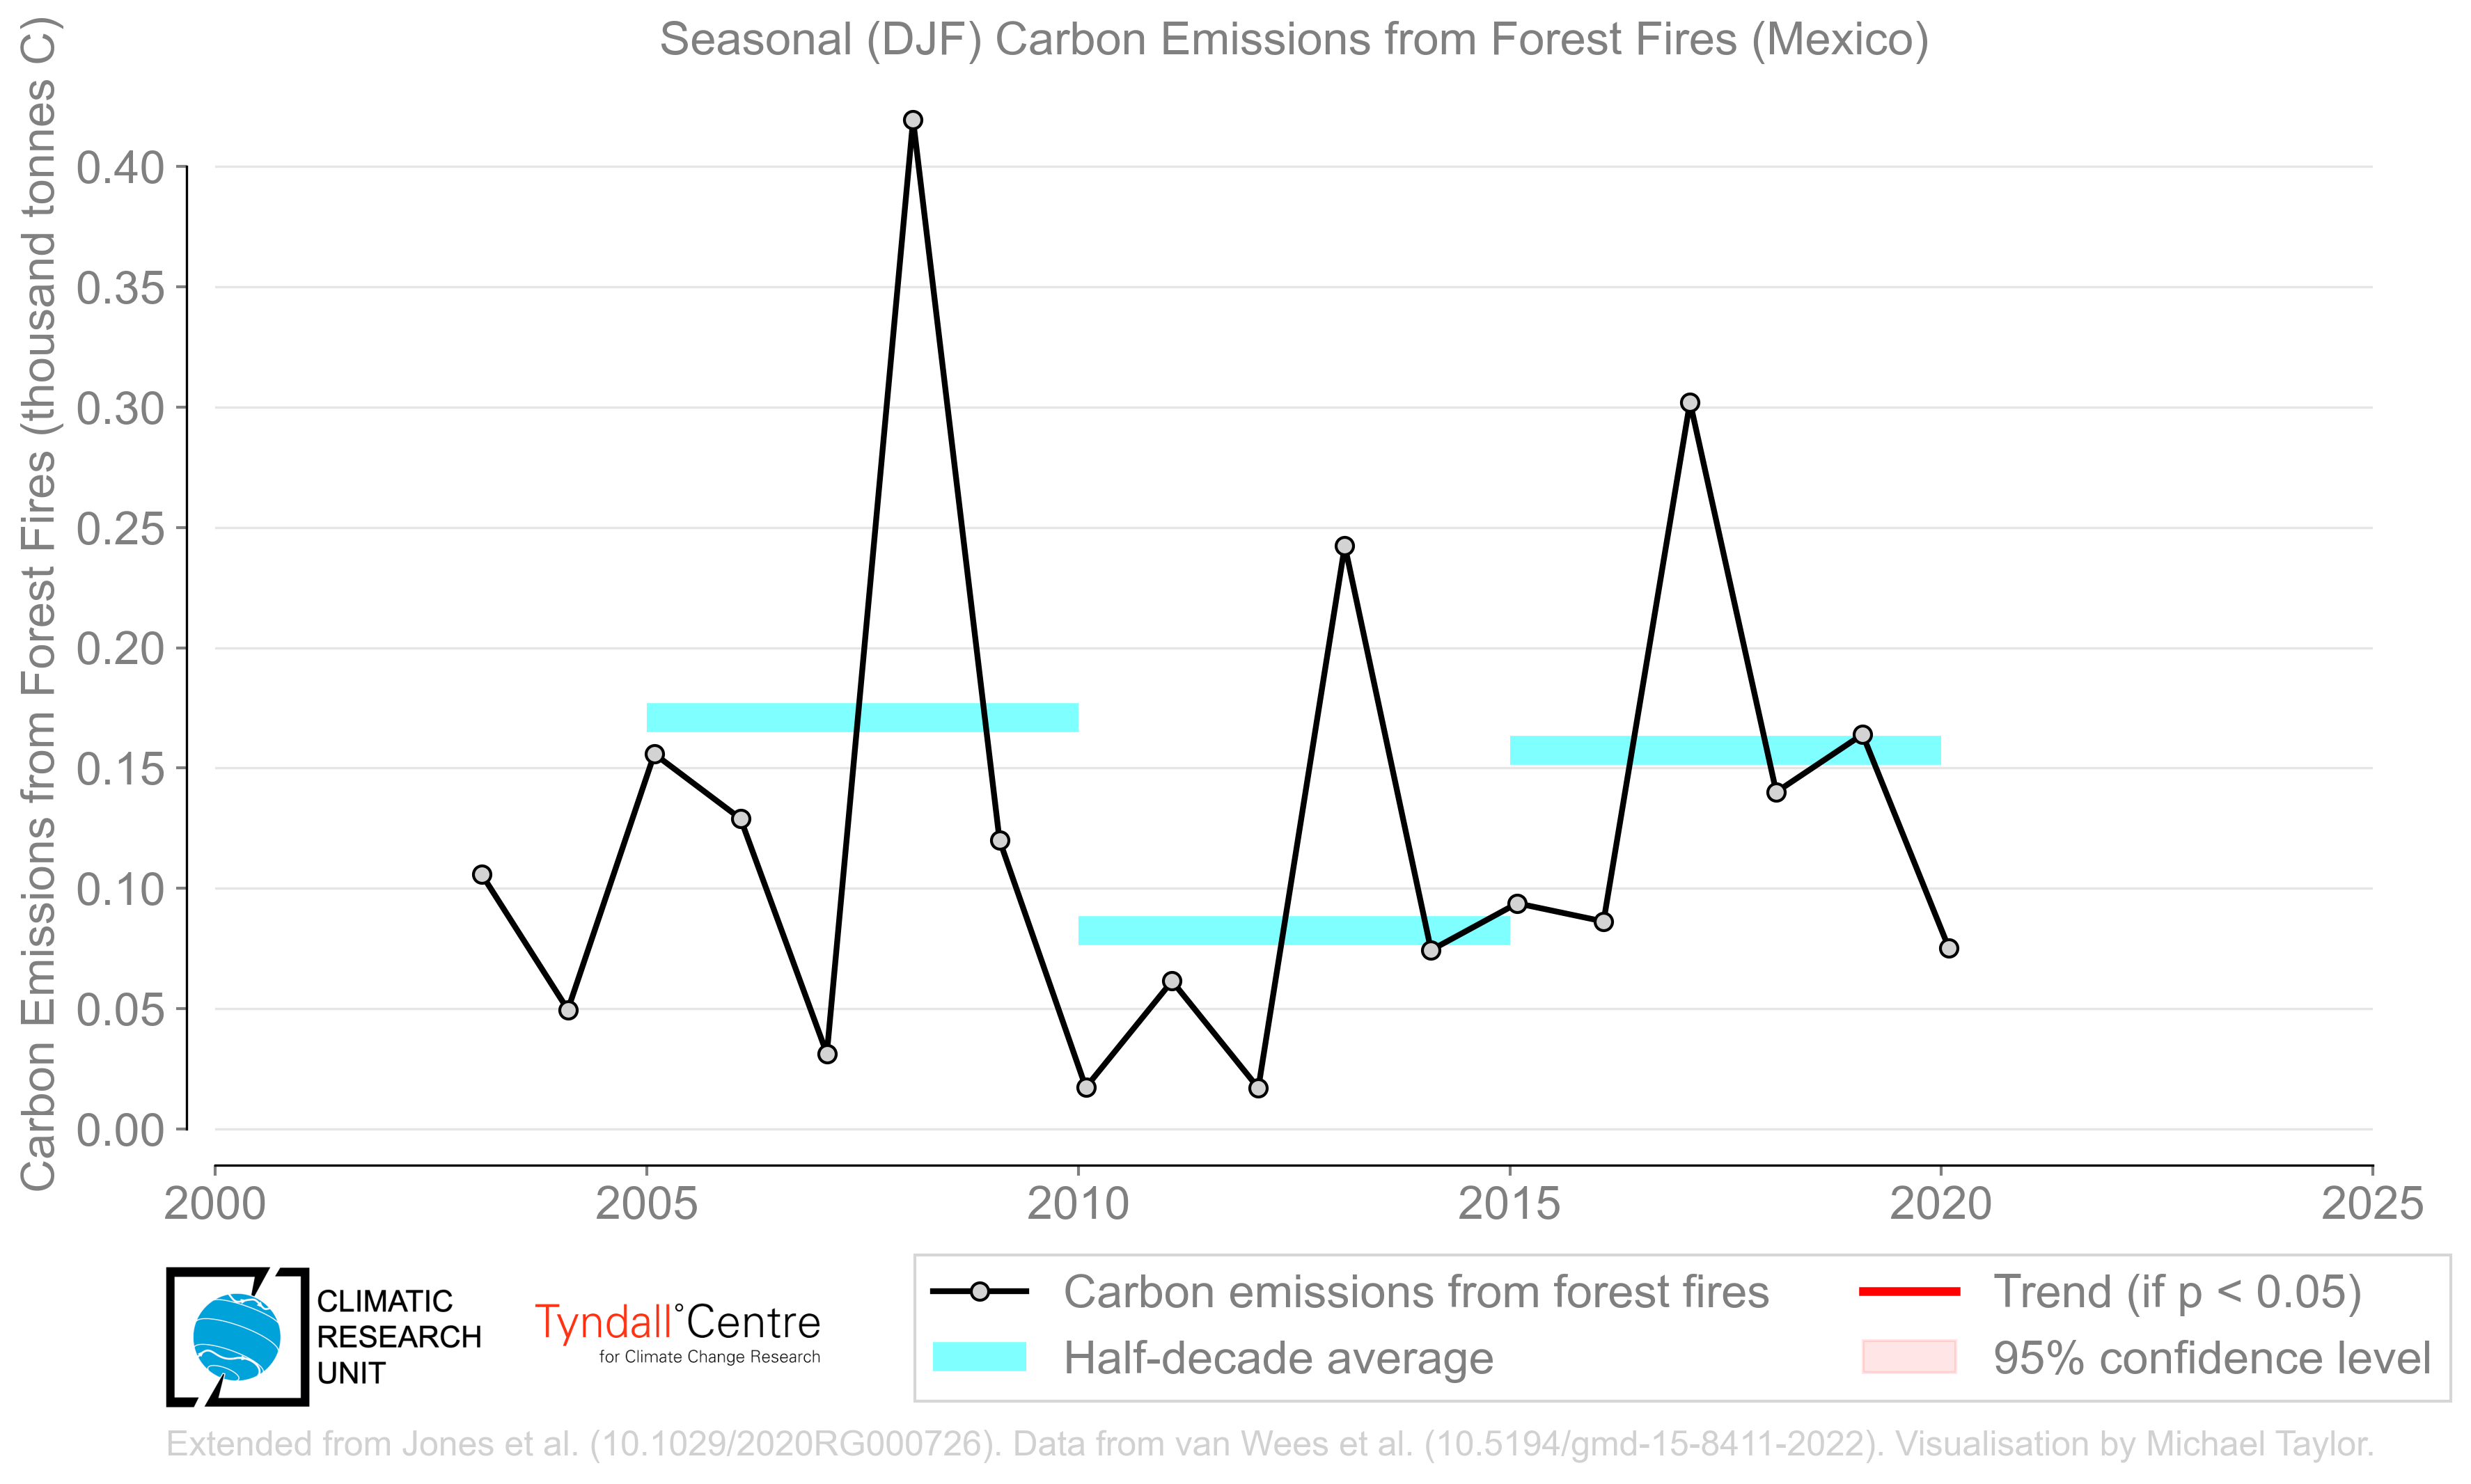 Seasonal (DJF) Carbon Emissions from Forest Fires (Mexico)
Carbon Emissions from Forest Fires (thousand tonnes C)
0.40
0.35
0.30
0.25
0.20
0.15
0.10
0.05
0.00
2000
2005
2010
2015
2020
2025
CLIMATIC
RESEARCH
UNIT
Tyndall°Centre
for Climate Change Research
Carbon emissions from forest fires
Half-decade average
Trend (if p < 0.05)
95% confidence level
Extended from Jones et al. (10.1029/2020RG000726). Data from van Wees et al. (10.5194/gmd-15-8411-2022). Visualisation by Michael Taylor.